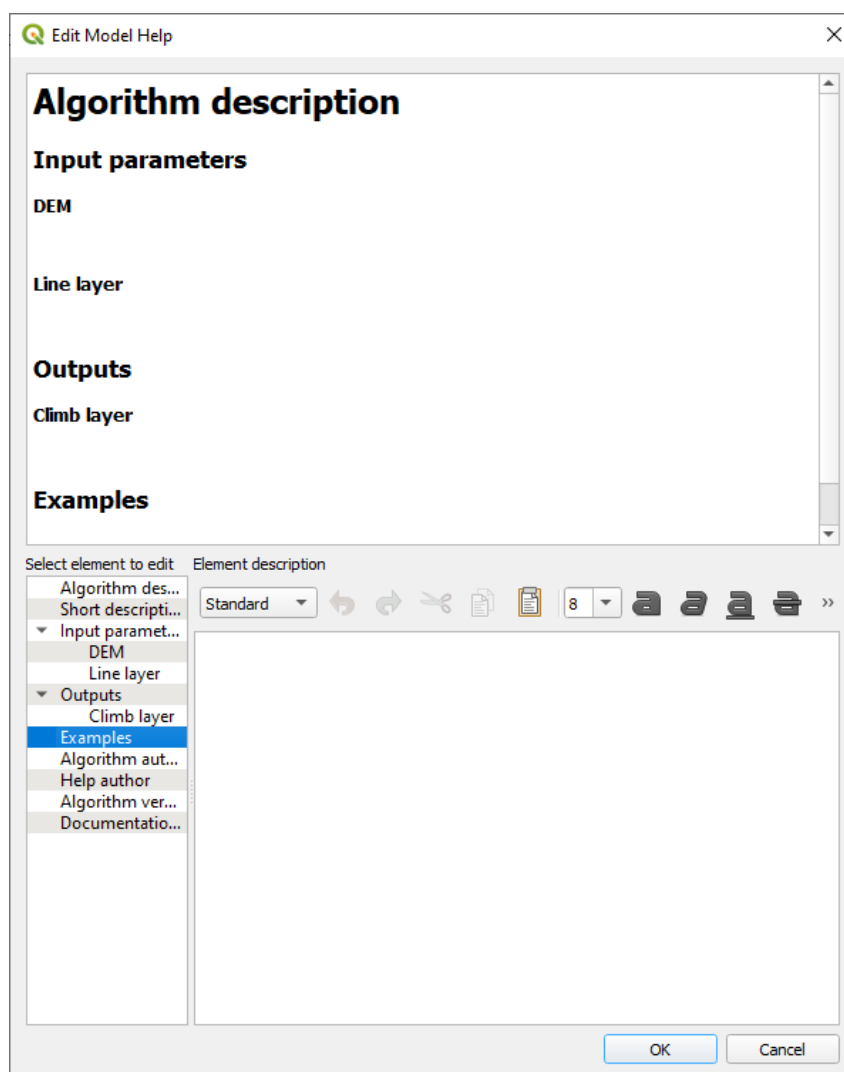 Edit Model Help
Algorithm description
Input parameters
DEM
Line layer
Outputs
Climb layer
Examples
Select element to edit Element description
Algorithm des...
Short descripti...
Input paramet...
DEM
Line layer
Outputs
Climb layer
Examples
Algorithm aut...
Help author
Algorithm ver...
Documentatio...
Standard 8 a a a a »
OK Cancel